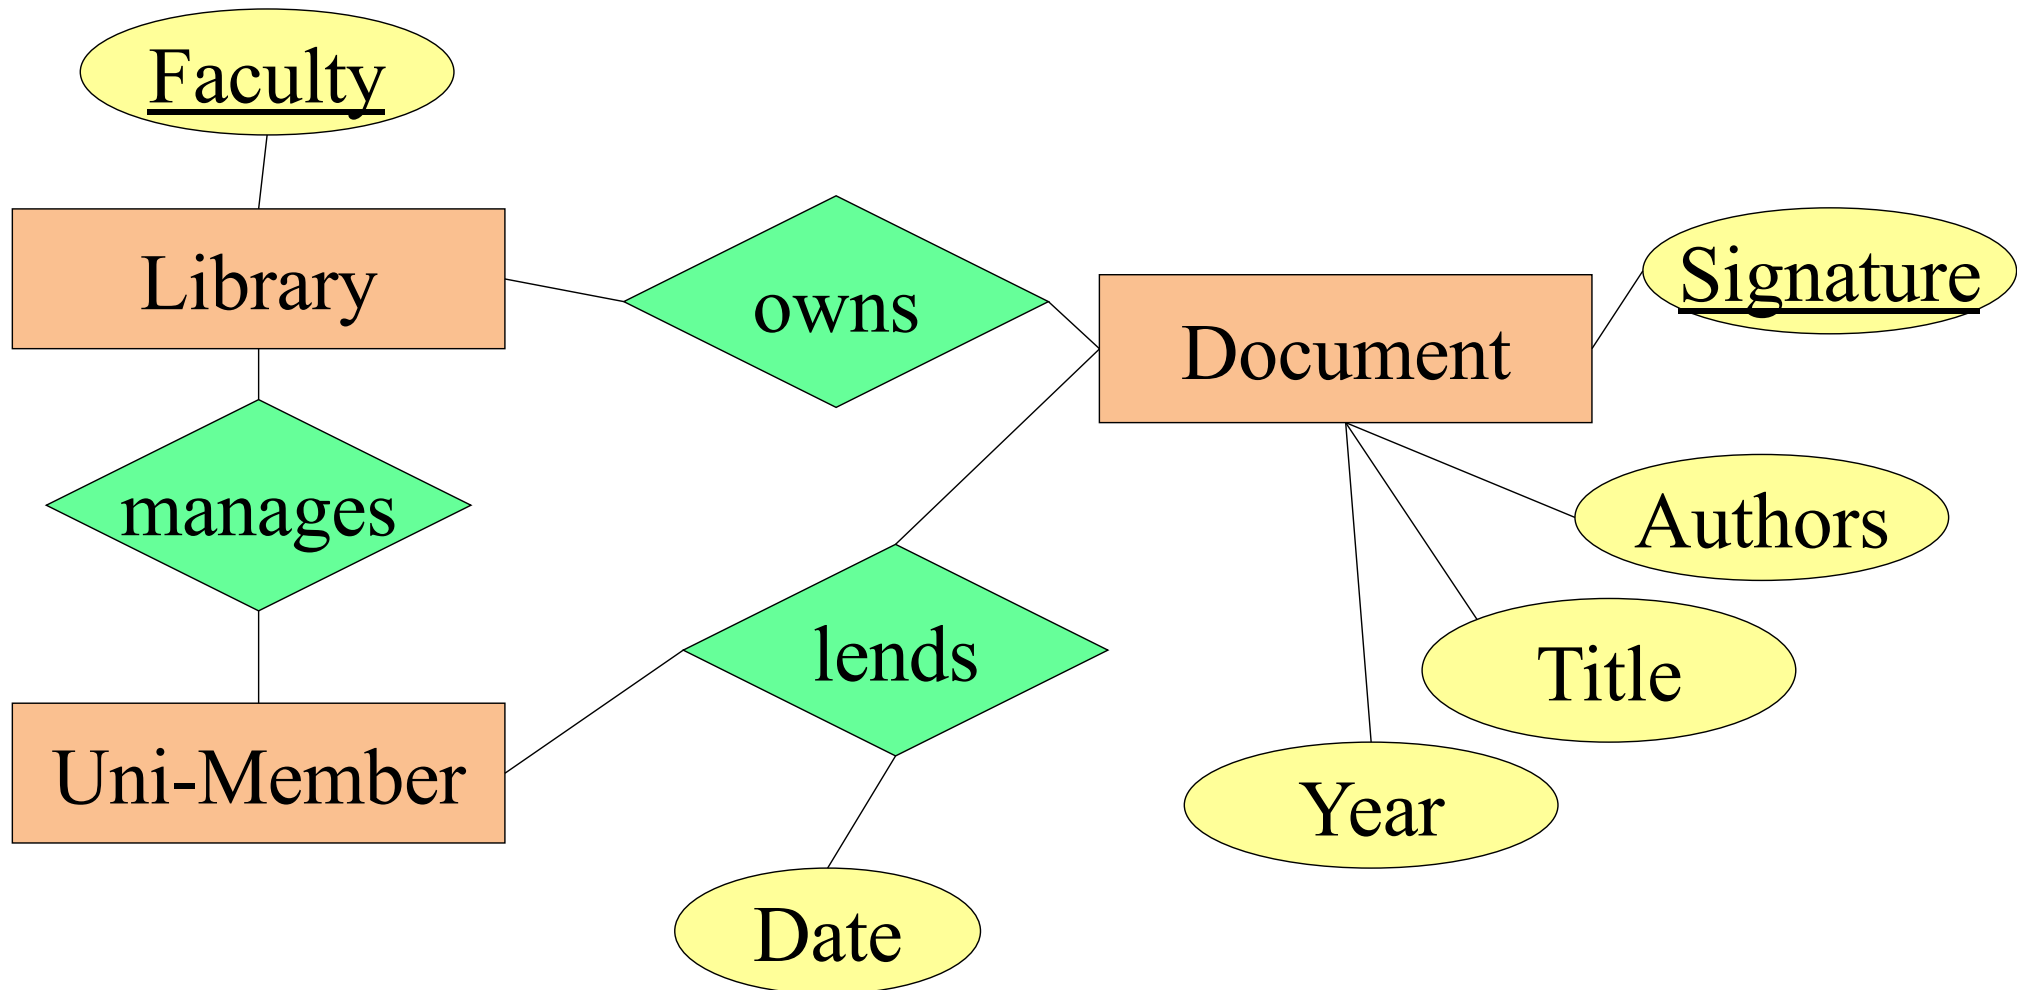 Faculty
Library
owns
Signature
Document
manages
Authors
lends
Title
Uni-Member
Year
Date